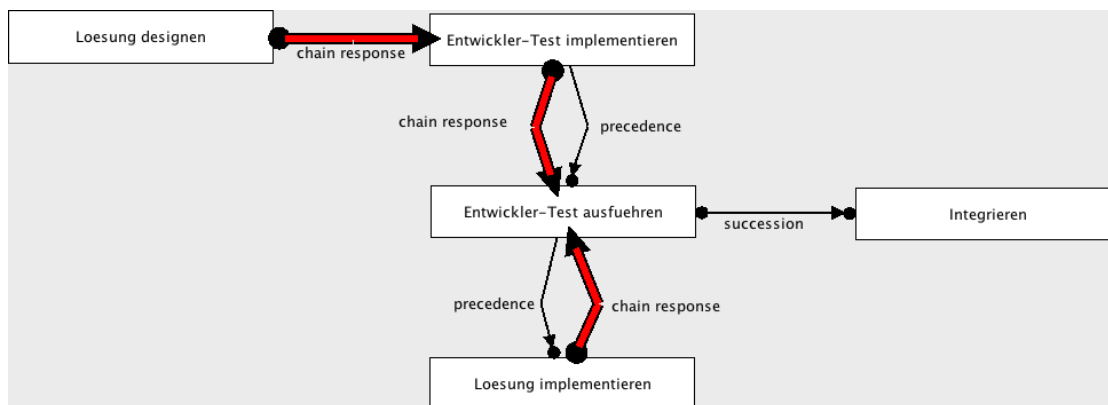 Loesung designen
chain response
Entwickler-Test implementieren
chain response
precedence
Entwickler-Test ausfuehren
succession
Integrieren
precedence
chain response
Loesung implementieren